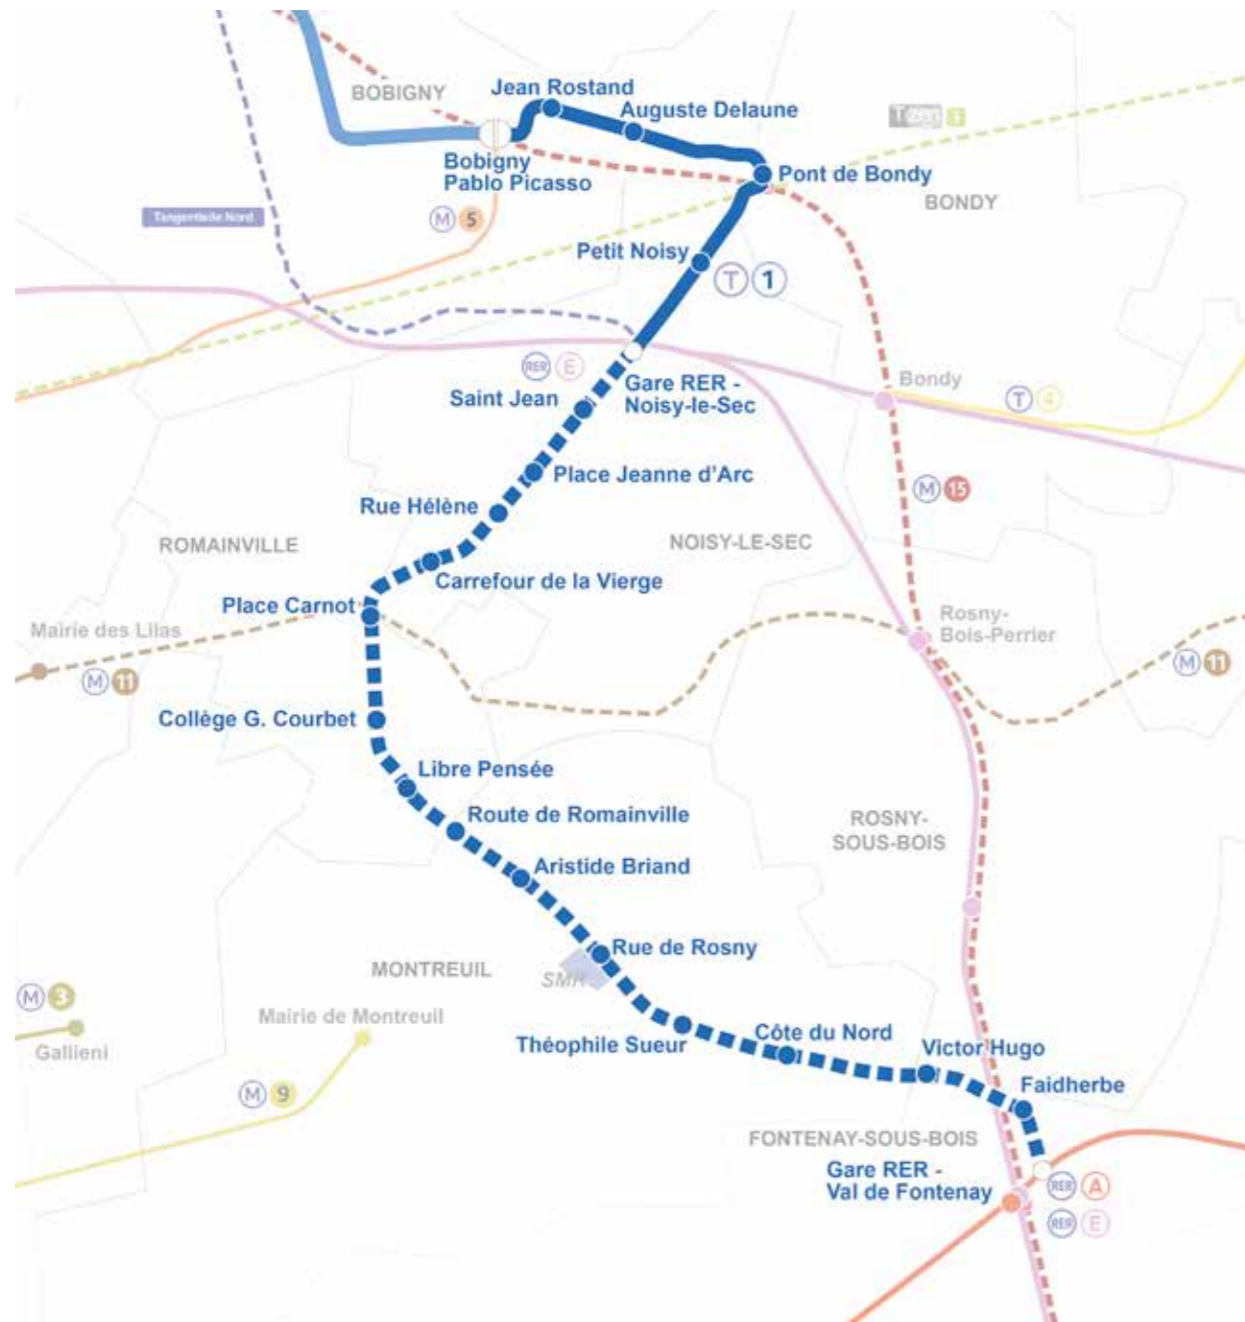 Jean Rostand
BOBIGNY
Auguste Delaune
Bobigny
Pablo Picasso
Pont de Bondy
BONDY
Tangentielle Nord
M 5
Petit Noisy
T 1
RER E
Gare RER -
Noisy-le-Sec
Saint Jean
Bondy
T 4
Place Jeanne d'Arc
M 15
Rue Hélène
ROMAINVILLE
NOISY-LE-SEC
Carrefour de la Vierge
Place Carnot
Mairie des Lilas
Rosny-
Bois-Perrier
M 11
M 11
Collège G. Courbet
Libre Pensée
Route de Romainville
ROSNY-
SOUS-BOIS
Aristide Briand
Rue de Rosny
MONTREUIL
SMR
M 3
Mairie de Montreuil
Gallieni
Théophile Sueur
Côte du Nord
Victor Hugo
Faidherbe
M 9
FONTENAY-SOUS-BOIS
Gare RER -
Val de Fontenay
RER A
RER E